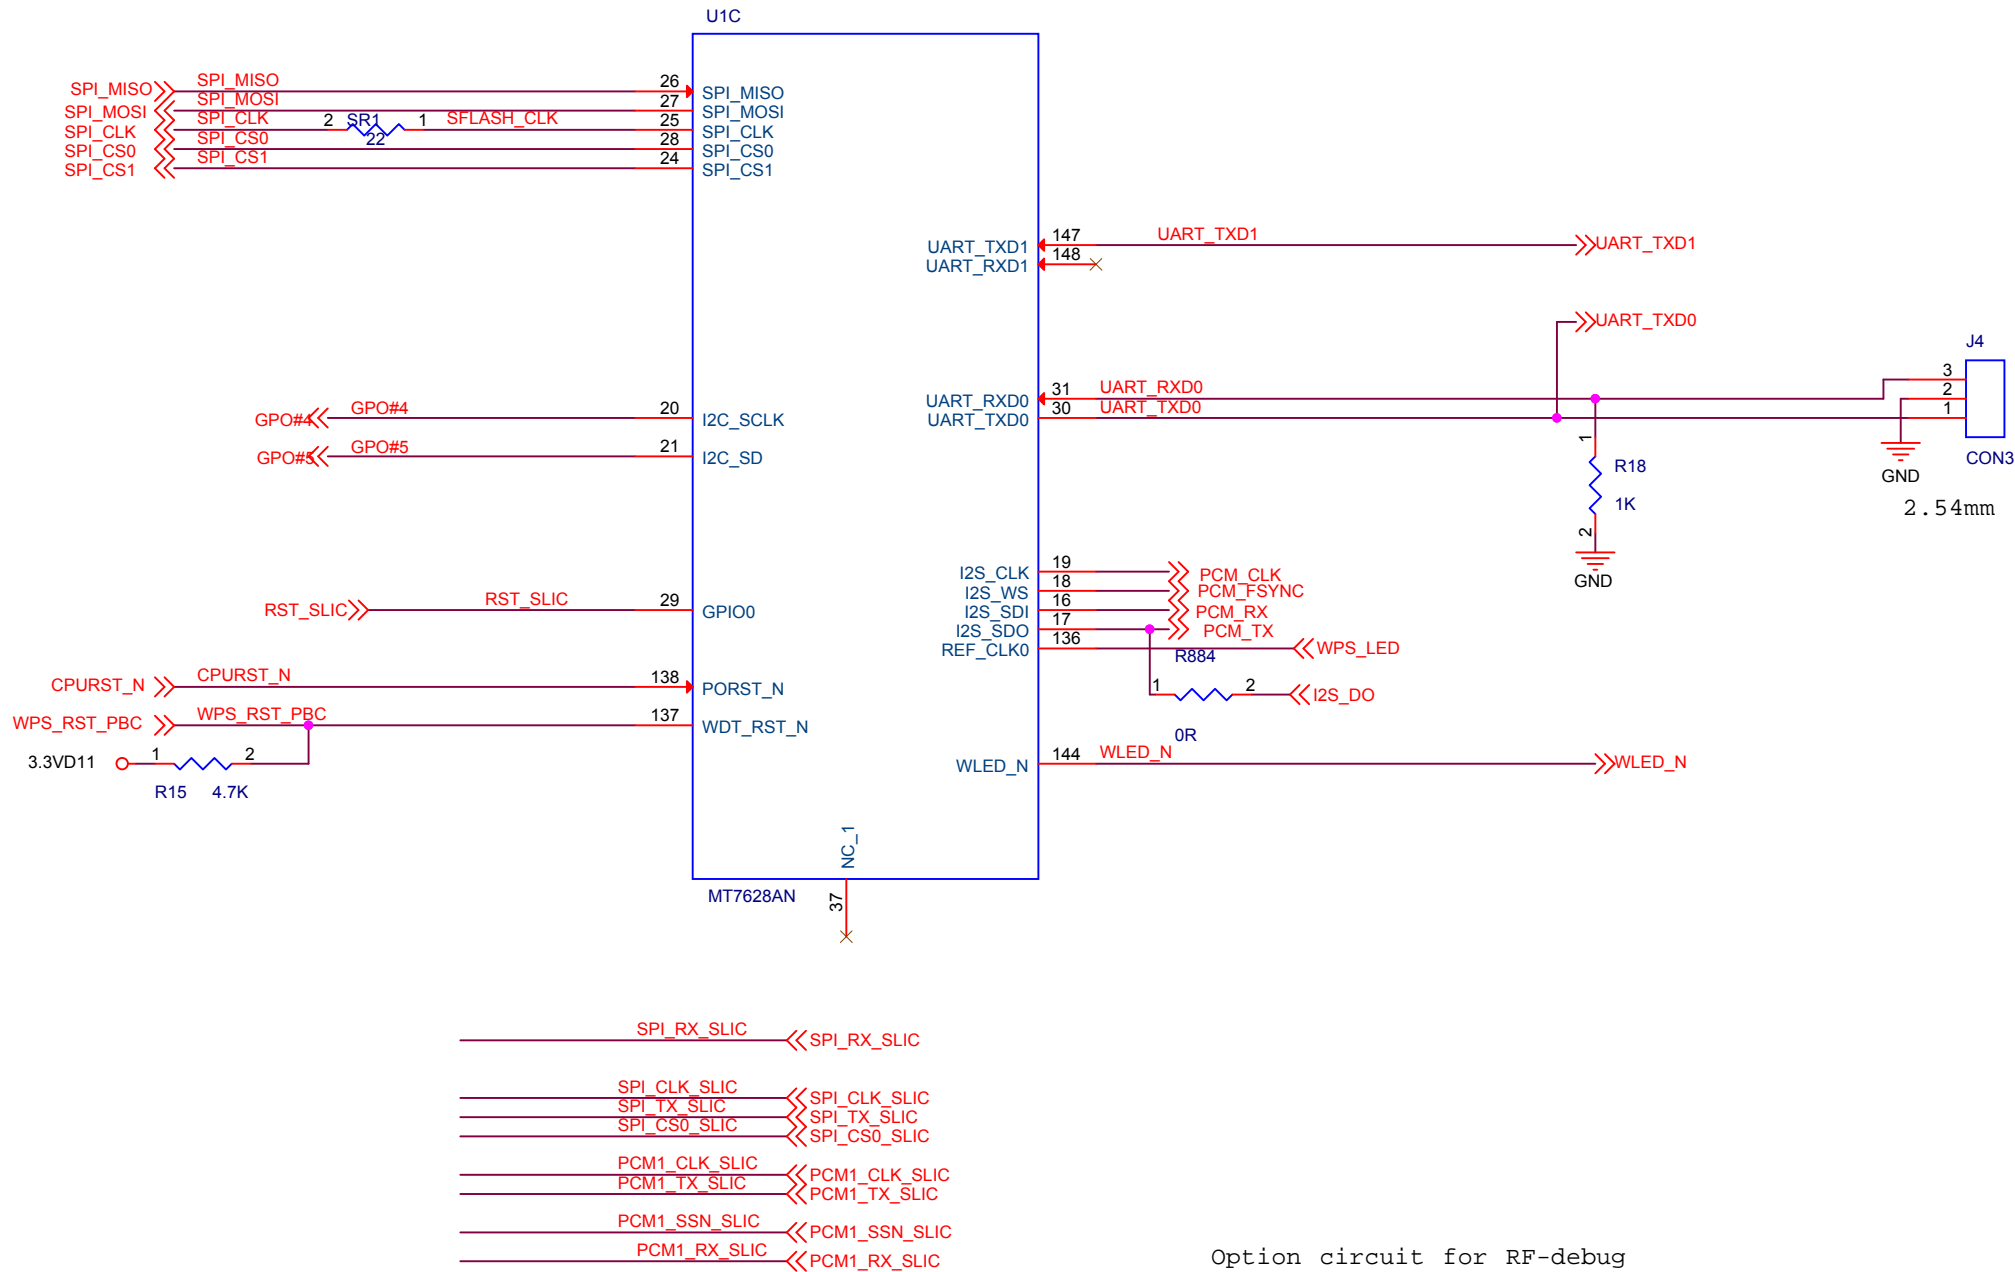 U1C
SPI_MISO SPI_MISO 26 SPI_MISO
SPI_MOSI SPI_MOSI 27 SPI_MOSI
SPI_CLK SPI_CLK 2 SR1 22 1 SFLASH_CLK 25 SPI_CLK
SPI_CS0 SPI_CS0 28 SPI_CS0
SPI_CS1 SPI_CS1 24 SPI_CS1
UART_TXD1 147 UART_TXD1 UART_TXD1
UART_RXD1 148
UART_TXD0
J4
3
2
1
UART_RXD0 31 UART_RXD0
UART_TXD0 30 UART_TXD0
GPO#4 GPO#4 20 I2C_SCLK
GPO#5 GPO#5 21 I2C_SD
1 R18
1K
2
GND
GND
CON3
2.54mm
I2S_CLK 19 PCM_CLK
I2S_WS 18 PCM_FSYNC
I2S_SDI 16 PCM_RX
I2S_SDO 17 PCM_TX
REF_CLK0 136 WPS_LED
RST_SLIC RST_SLIC 29 GPIO0
R884
1 2 I2S_DO
0R
CPURST_N CPURST_N 138 PORST_N
WPS_RST_PBC WPS_RST_PBC 137 WDT_RST_N
3.3VD11 1 2
R15 4.7K
WLED_N 144 WLED_N WLED_N
NC_1
37
MT7628AN
SPI_RX_SLIC SPI_RX_SLIC
SPI_CLK_SLIC SPI_CLK_SLIC
SPI_TX_SLIC SPI_TX_SLIC
SPI_CS0_SLIC SPI_CS0_SLIC
PCM1_CLK_SLIC PCM1_CLK_SLIC
PCM1_TX_SLIC PCM1_TX_SLIC
PCM1_SSN_SLIC PCM1_SSN_SLIC
PCM1_RX_SLIC PCM1_RX_SLIC
Option circuit for RF-debug